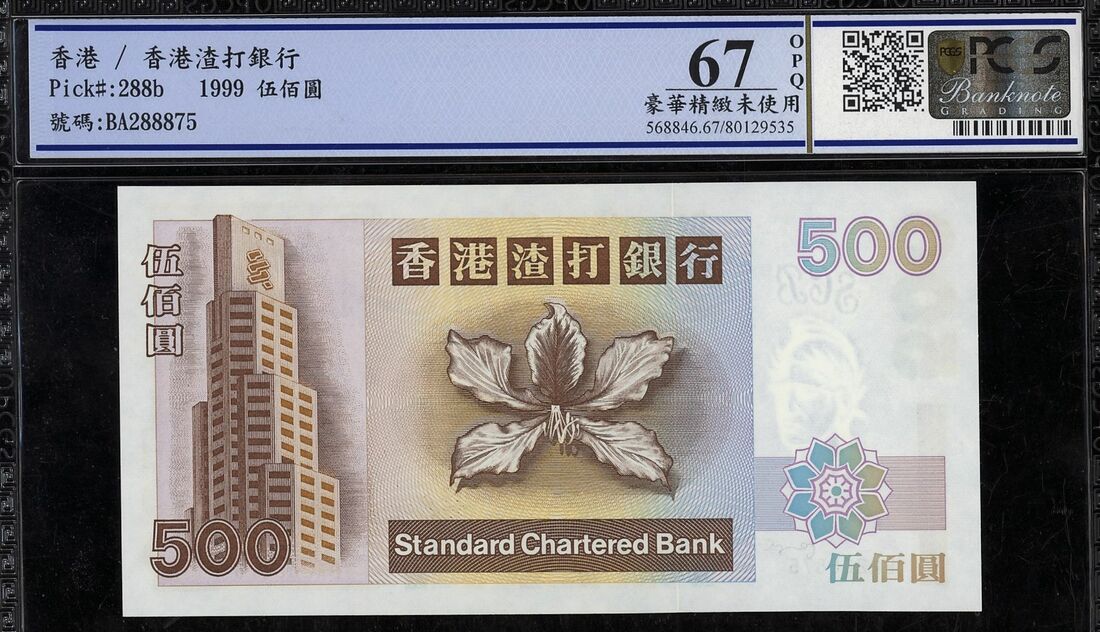 香港 / 香港渣打銀行
Pick#:288b 1999 伍佰圓
號碼:BA288875
67
OPQ
豪華精緻未使用
568846.67/80129535
PCGS
PCGS
Banknote
GRADING
伍佰圓
香港渣打銀行
500
SCB
500
Standard Chartered Bank
伍佰圓